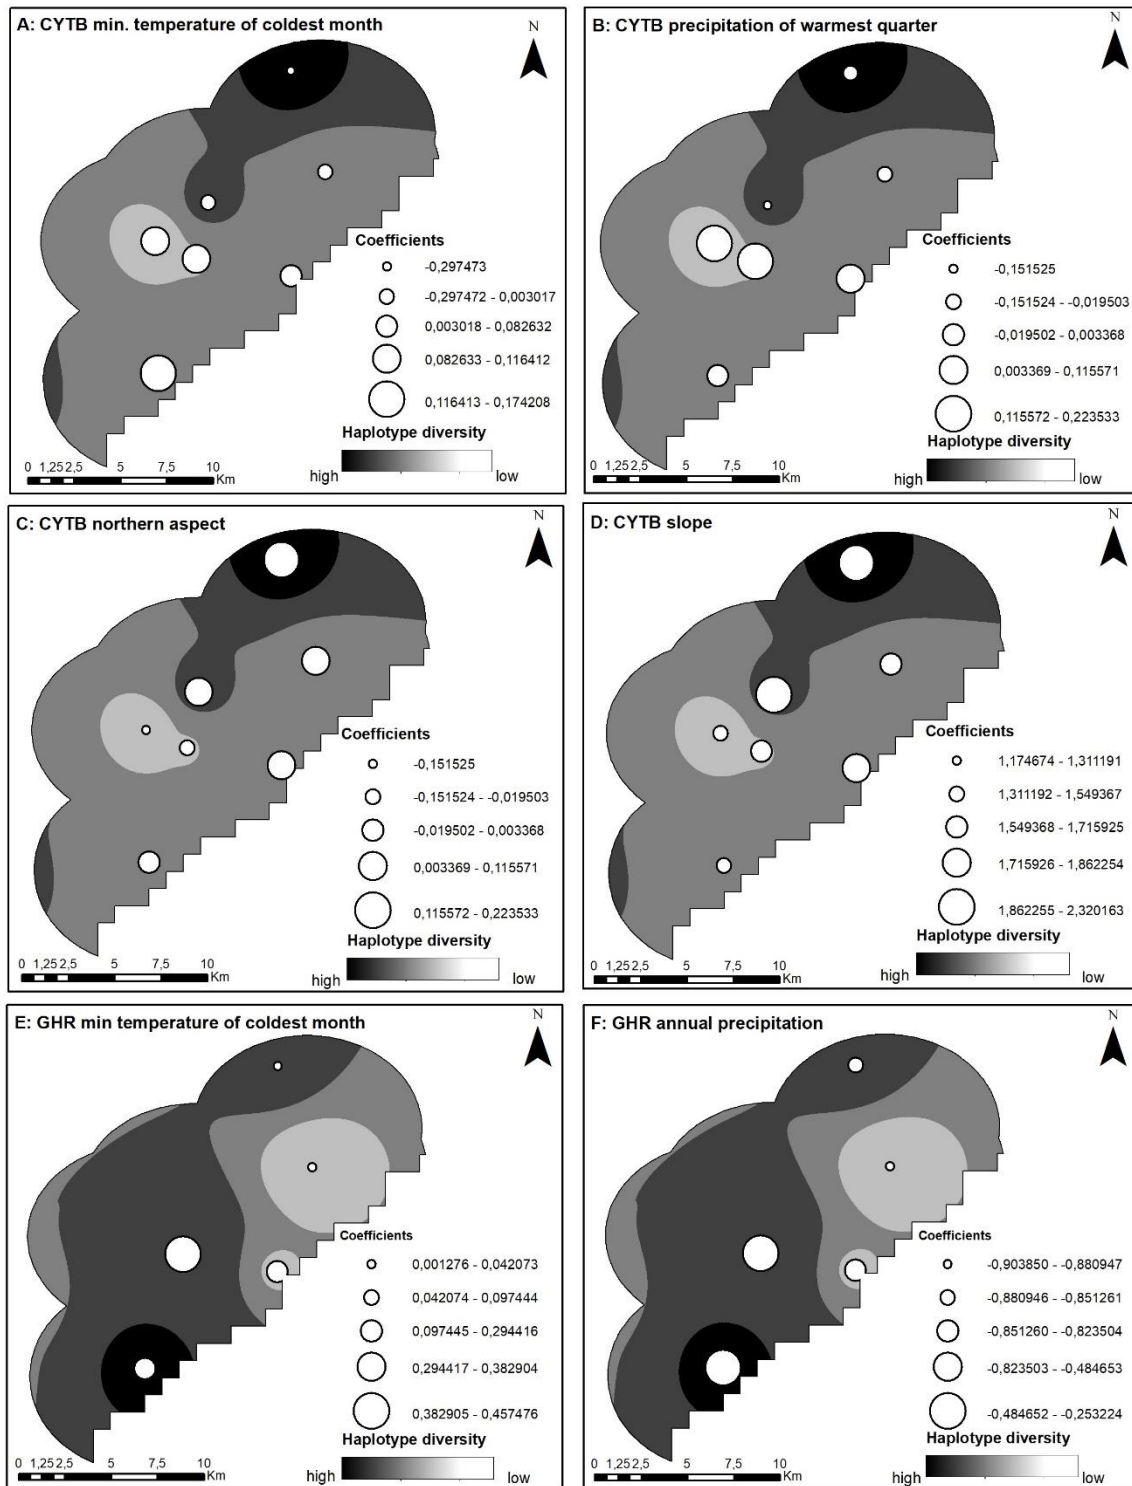 A: CYTB min. temperature of coldest month
N
Coefficients
-0,297473
-0,297472 - 0,003017
0,003018 - 0,082632
0,082633 - 0,116412
0,116413 - 0,174208
Haplotype diversity
high low
0 1,25 2,5 5 7,5 10
Km
B: CYTB precipitation of warmest quarter
N
Coefficients
-0,151525
-0,151524 - -0,019503
-0,019502 - 0,003368
0,003369 - 0,115571
0,115572 - 0,223533
Haplotype diversity
high low
0 1,25 2,5 5 7,5 10
Km
C: CYTB northern aspect
N
Coefficients
-0,151525
-0,151524 - -0,019503
-0,019502 - 0,003368
0,003369 - 0,115571
0,115572 - 0,223533
Haplotype diversity
high low
0 1,25 2,5 5 7,5 10
Km
D: CYTB slope
N
Coefficients
1,174674 - 1,311191
1,311192 - 1,549367
1,549368 - 1,715925
1,715926 - 1,862254
1,862255 - 2,320163
Haplotype diversity
high low
0 1,25 2,5 5 7,5 10
Km
E: GHR min temperature of coldest month
N
Coefficients
0,001276 - 0,042073
0,042074 - 0,097444
0,097445 - 0,294416
0,294417 - 0,382904
0,382905 - 0,457476
Haplotype diversity
high low
0 1,25 2,5 5 7,5 10
Km
F: GHR annual precipitation
N
Coefficients
-0,903850 - -0,880947
-0,880946 - -0,851261
-0,851260 - -0,823504
-0,823503 - -0,484653
-0,484652 - -0,253224
Haplotype diversity
high low
0 1,25 2,5 5 7,5 10
Km